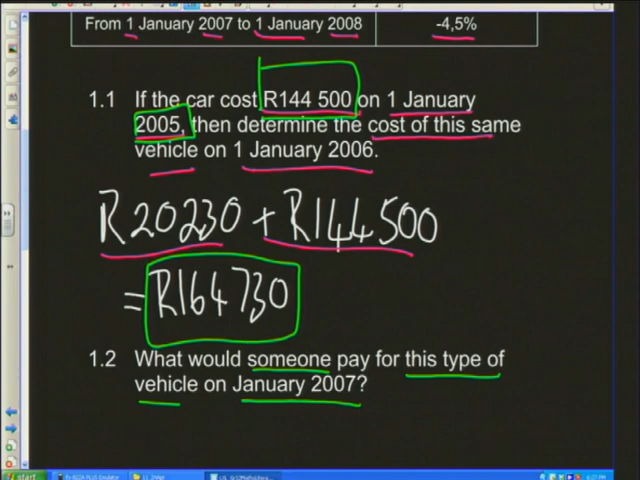 From 1 January 2007 to 1 January 2008 -4,5%
1.1 If the car cost R144 500 on 1 January
2005, then determine the cost of this same
vehicle on 1 January 2006.
R20230 + R144500
= R164730
1.2 What would someone pay for this type of
vehicle on January 2007?
start